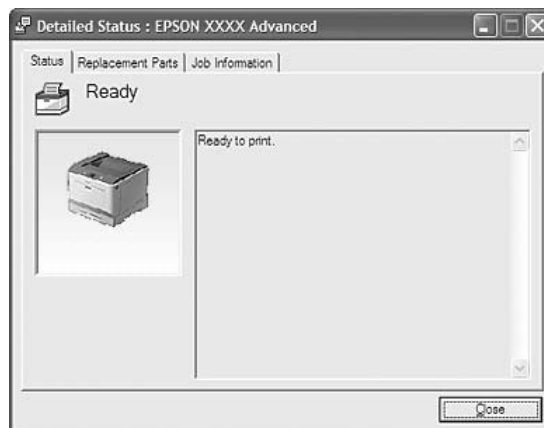 Detailed Status : EPSON XXXX Advanced
Status Replacement Parts Job Information
Ready
Ready to print.
Close